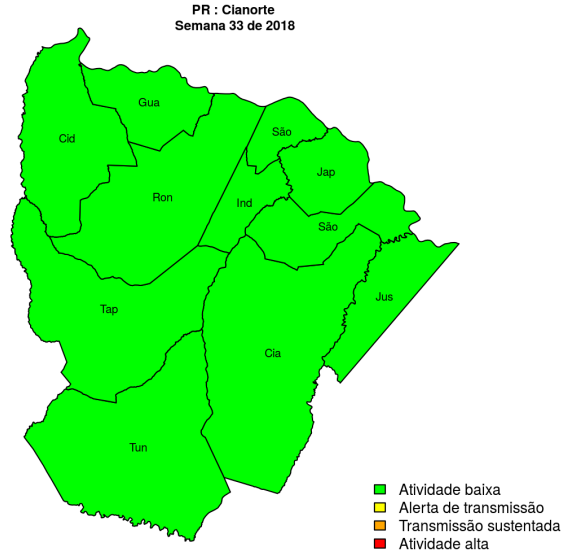 PR : Cianorte
Semana 33 de 2018
Gua
São
Cid
Jap
Ron
Ind
São
Jus
Tap
Cia
Tun
Atividade baixa
Alerta de transmissão
Transmissão sustentada
Atividade alta